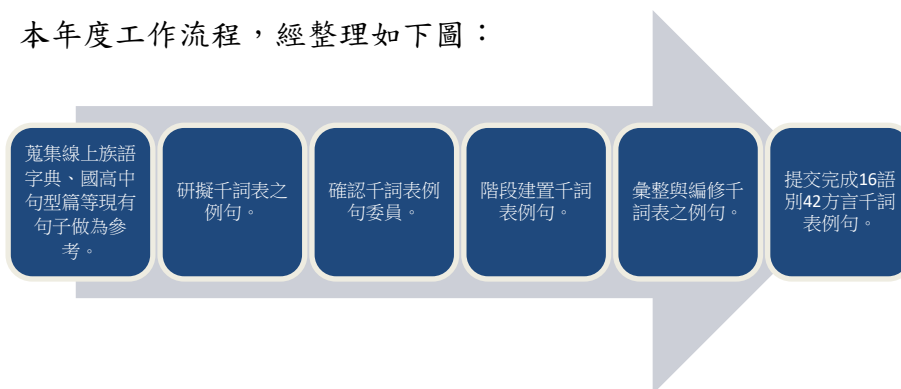 本年度工作流程，經整理如下圖：
蒐集線上族語
字典、國高中
句型篇等現有
句子做為參
考。
研擬千詞表之
例句。
確認千詞表例
句委員。
階段建置千詞
表例句。
彙整與編修千
詞表之例句。
提交完成16語
別42方言千詞
表例句。